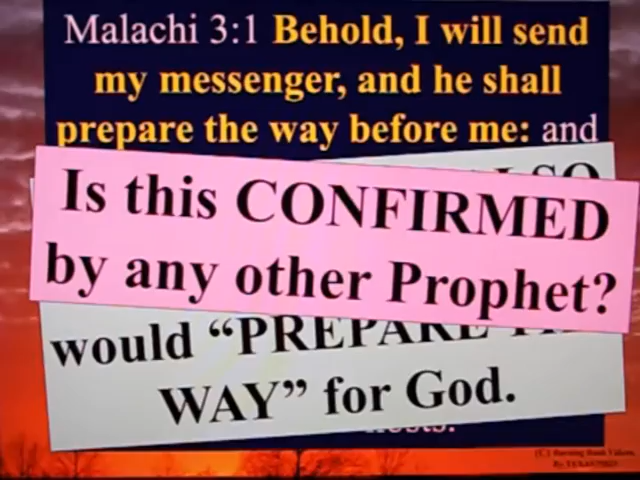 Malachi 3:1 Behold, I will send
my messenger, and he shall
prepare the way before me: and
Is this CONFIRMED
by any other Prophet?
would “PREPARE
WAY” for God.
hosts.